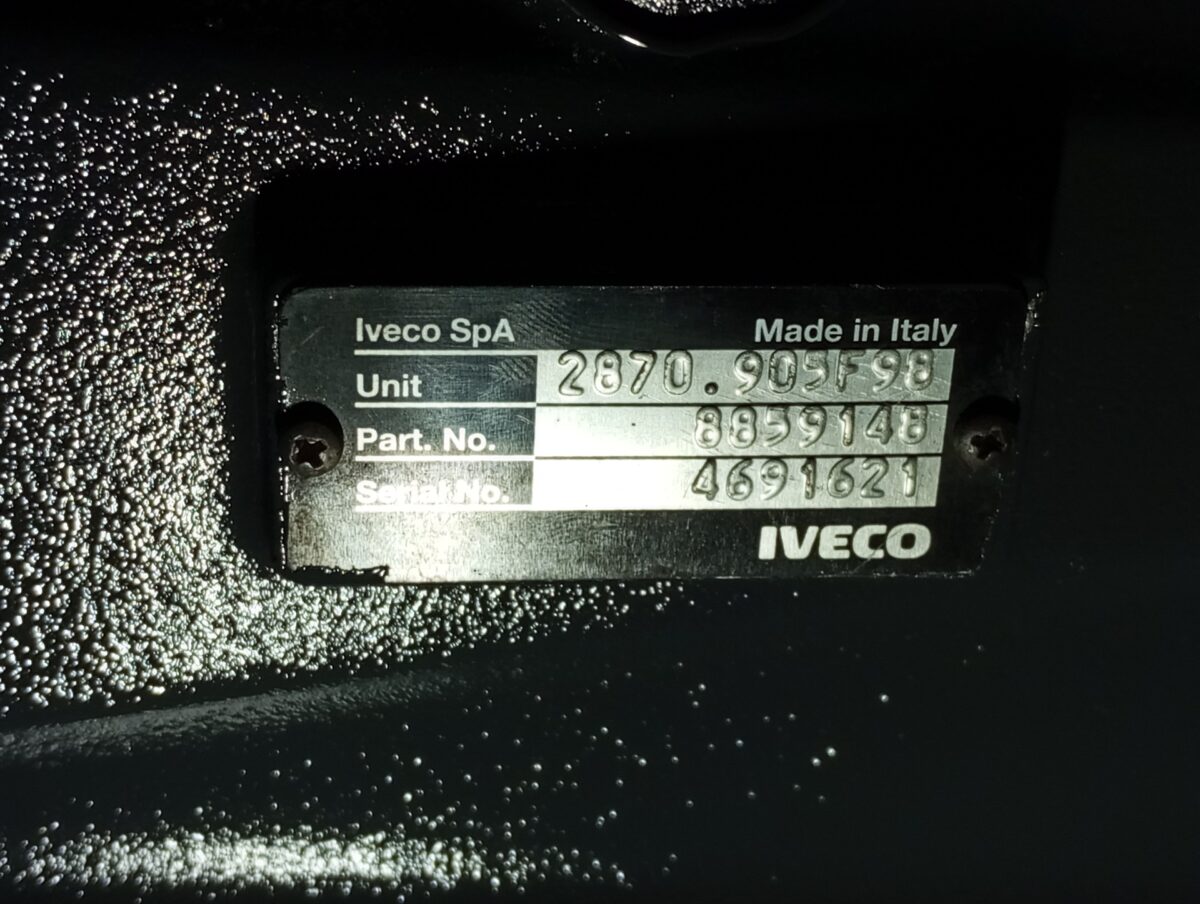 Iveco SpA Made in Italy
Unit 2870.905F98
Part. No. 8859148
Serial No. 4691621
IVECO